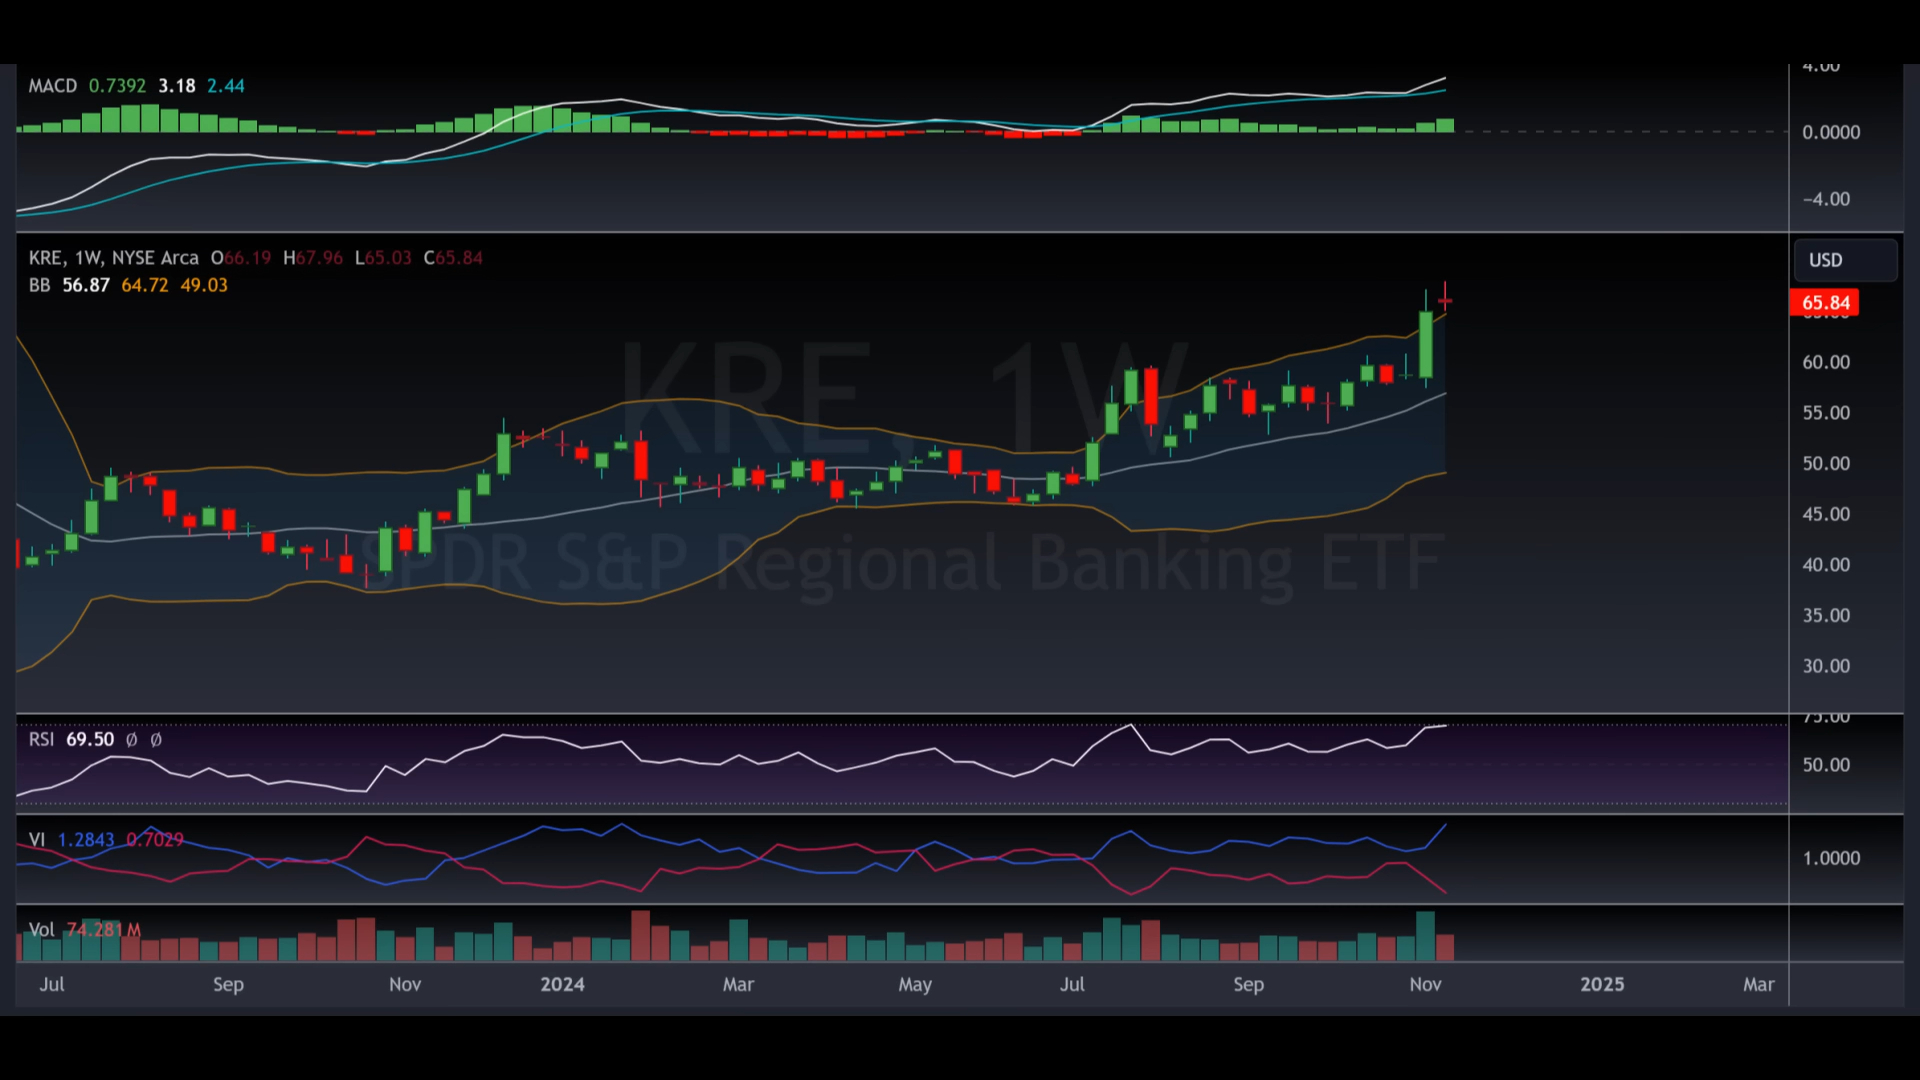 MACD 0.7392 3.18 2.44
4.00
0.0000
−4.00
KRE, 1W, NYSE Arca O66.19 H67.96 L65.03 C65.84
BB 56.87 64.72 49.03
USD
65.84
65.00
60.00
55.00
50.00
45.00
40.00
35.00
30.00
KRE, 1W
SPDR S&P Regional Banking ETF
RSI 69.50 Ø Ø
75.00
50.00
VI 1.2843 0.7029
1.0000
Vol 74.281 M
Jul Sep Nov 2024 Mar May Jul Sep Nov 2025 Mar